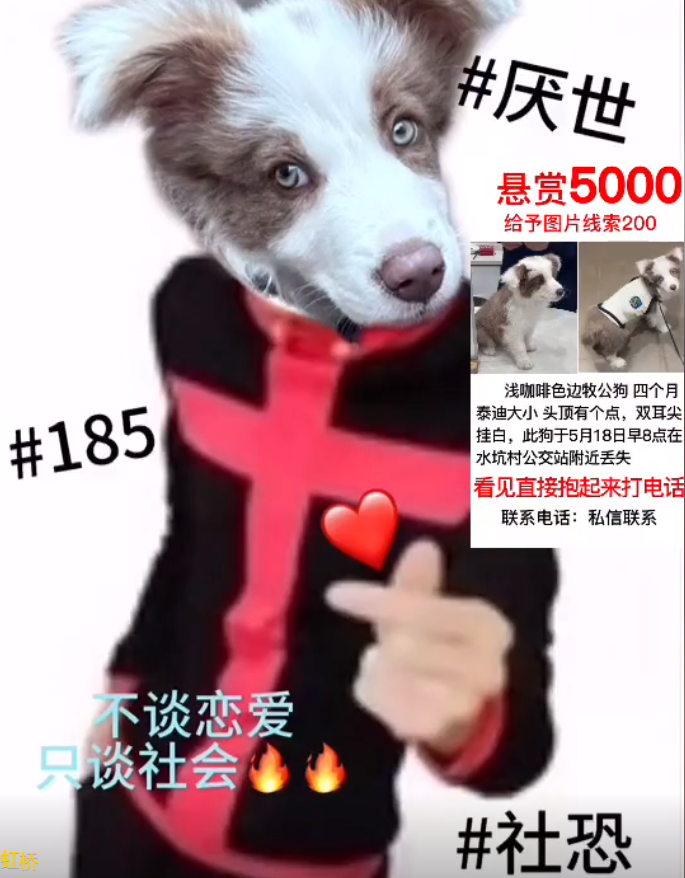 #厌世
悬赏5000
给予图片线索200
浅咖啡色边牧公狗 四个月
泰迪大小 头顶有个点，双耳尖
挂白，此狗于5月18日早8点在
水坑村公交站附近丢失
看见直接抱起来打电话
联系电话：私信联系
#185
不谈恋爱
只谈社会🔥🔥
#社恐
虹桥